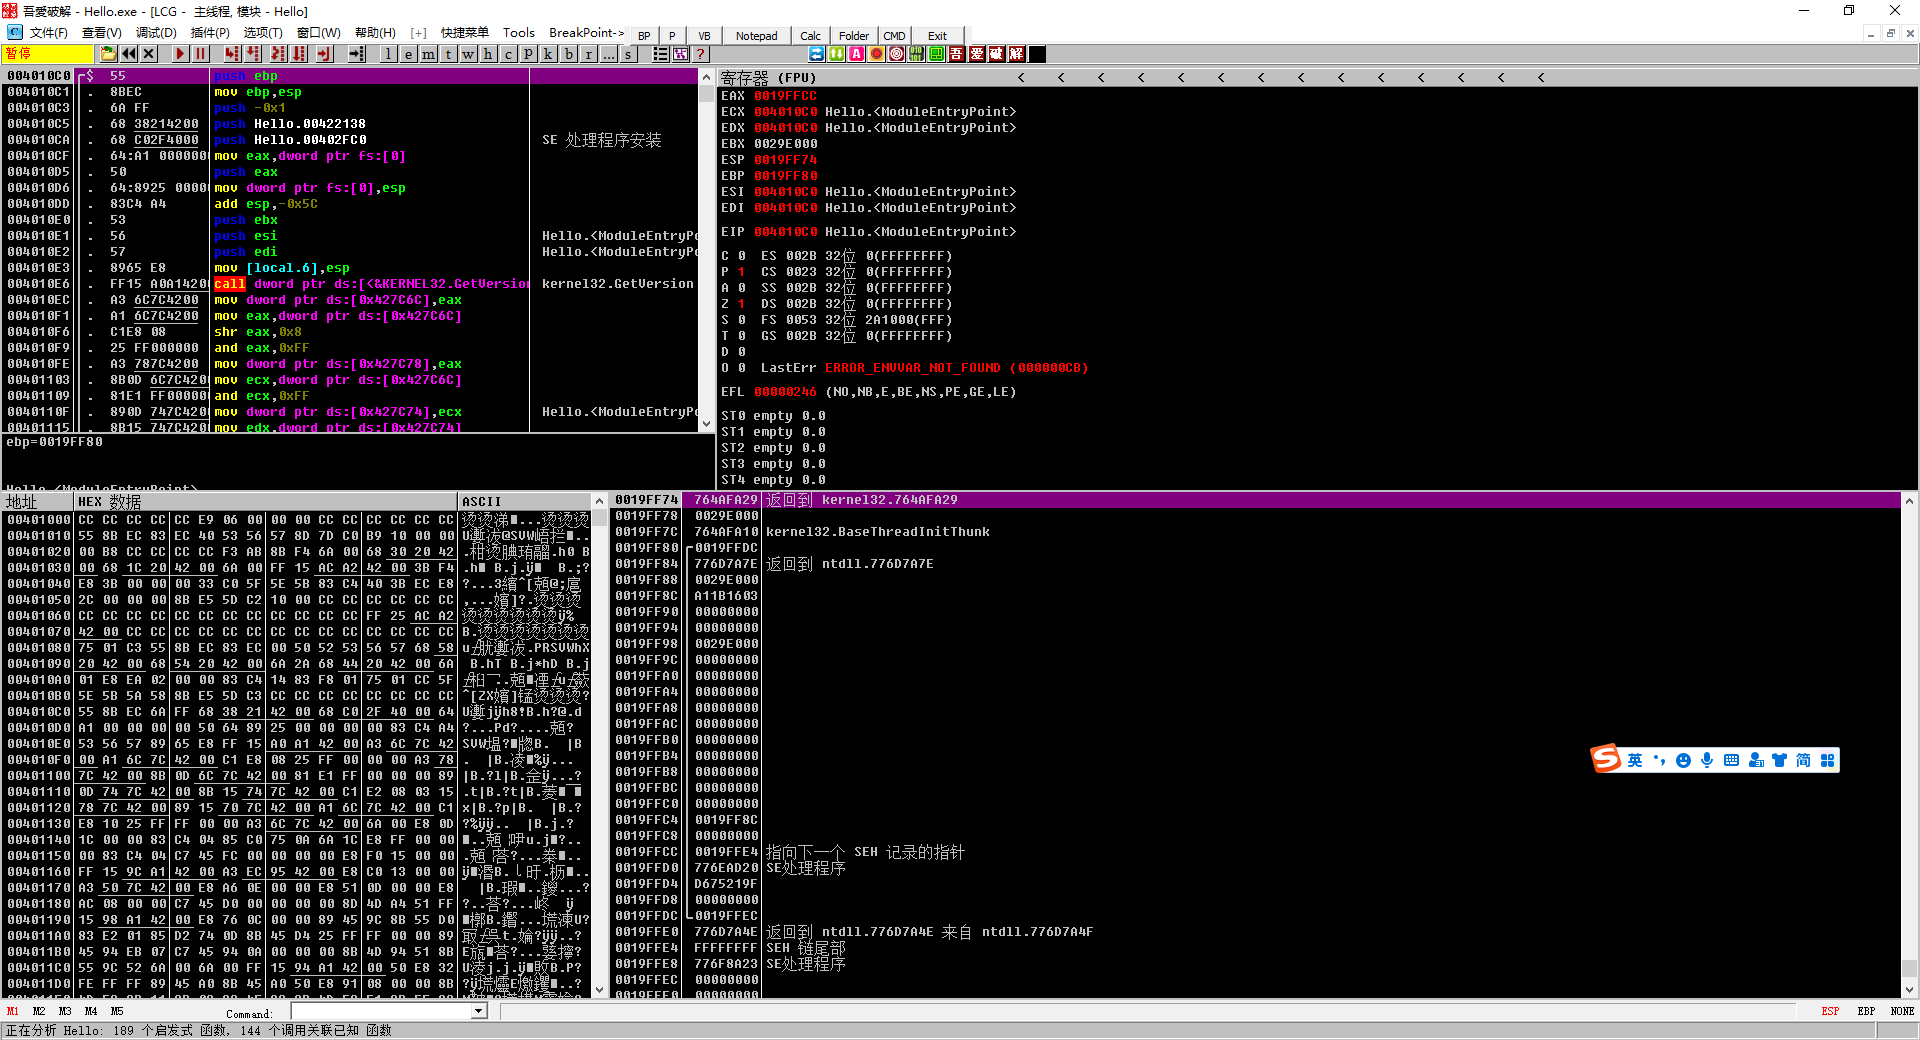 吾愛破解 - Hello.exe - [LCG - 主线程, 模块 - Hello]
文件(F) 查看(V) 调试(D) 插件(P) 选项(T) 窗口(W) 帮助(H) [+] 快捷菜单 Tools BreakPoint->
BP P VB Notepad Calc Folder CMD Exit
暂停
l e m t w h c p k b r ... s
吾 爱 破 解
004010C0 $ 55 push ebp
004010C1 . 8BEC mov ebp,esp
004010C3 . 6A FF push -0x1
004010C5 . 68 38214200 push Hello.00422138
004010CA . 68 C02F4000 push Hello.00402FC0 SE 处理程序安装
004010CF . 64:A1 0000000 mov eax,dword ptr fs:[0]
004010D5 . 50 push eax
004010D6 . 64:8925 00000 mov dword ptr fs:[0],esp
004010DD . 83C4 A4 add esp,-0x5C
004010E0 . 53 push ebx
004010E1 . 56 push esi Hello.<ModuleEntryPo
004010E2 . 57 push edi Hello.<ModuleEntryPo
004010E3 . 8965 E8 mov [local.6],esp
004010E6 . FF15 A0A14200 call dword ptr ds:[<&KERNEL32.GetVersion kernel32.GetVersion
004010EC . A3 6C7C4200 mov dword ptr ds:[0x427C6C],eax
004010F1 . A1 6C7C4200 mov eax,dword ptr ds:[0x427C6C]
004010F6 . C1E8 08 shr eax,0x8
004010F9 . 25 FF000000 and eax,0xFF
004010FE . A3 787C4200 mov dword ptr ds:[0x427C78],eax
00401103 . 8B0D 6C7C4200 mov ecx,dword ptr ds:[0x427C6C]
00401109 . 81E1 FF000000 and ecx,0xFF
0040110F . 890D 747C4200 mov dword ptr ds:[0x427C74],ecx Hello.<ModuleEntryPo
00401115 . 8B15 747C4200 mov edx,dword ptr ds:[0x427C74]
ebp=0019FF80
Hello.<ModuleEntryPoint>
寄存器 (FPU) < < < < < < < < < < < < < <
EAX 0019FFCC
ECX 004010C0 Hello.<ModuleEntryPoint>
EDX 004010C0 Hello.<ModuleEntryPoint>
EBX 0029E000
ESP 0019FF74
EBP 0019FF80
ESI 004010C0 Hello.<ModuleEntryPoint>
EDI 004010C0 Hello.<ModuleEntryPoint>
EIP 004010C0 Hello.<ModuleEntryPoint>
C 0 ES 002B 32位 0(FFFFFFFF)
P 1 CS 0023 32位 0(FFFFFFFF)
A 0 SS 002B 32位 0(FFFFFFFF)
Z 1 DS 002B 32位 0(FFFFFFFF)
S 0 FS 0053 32位 2A1000(FFF)
T 0 GS 002B 32位 0(FFFFFFFF)
D 0
O 0 LastErr ERROR_ENVVAR_NOT_FOUND (000000CB)
EFL 00000246 (NO,NB,E,BE,NS,PE,GE,LE)
ST0 empty 0.0
ST1 empty 0.0
ST2 empty 0.0
ST3 empty 0.0
ST4 empty 0.0
地址 HEX 数据 ASCII
00401000 CC CC CC CC CC E9 06 00 00 00 CC CC CC CC CC CC
00401010 55 8B EC 83 EC 40 53 56 57 8D 7D C0 B9 10 00 00
00401020 00 B8 CC CC CC CC F3 AB 8B F4 6A 00 68 30 20 42
00401030 00 68 1C 20 42 00 6A 00 FF 15 AC A2 42 00 3B F4
00401040 E8 3B 00 00 00 33 C0 5F 5E 5B 83 C4 40 3B EC E8
00401050 2C 00 00 00 8B E5 5D C2 10 00 CC CC CC CC CC CC
00401060 CC CC CC CC CC CC CC CC CC CC CC CC FF 25 AC A2
00401070 42 00 CC CC CC CC CC CC CC CC CC CC CC CC CC CC
00401080 75 01 C3 55 8B EC 83 EC 00 50 52 53 56 57 68 58
00401090 20 42 00 68 54 20 42 00 6A 2A 68 44 20 42 00 6A
004010A0 01 E8 EA 02 00 00 83 C4 14 83 F8 01 75 01 CC 5F
004010B0 5E 5B 5A 58 8B E5 5D C3 CC CC CC CC CC CC CC CC
004010C0 55 8B EC 6A FF 68 38 21 42 00 68 C0 2F 40 00 64
004010D0 A1 00 00 00 00 50 64 89 25 00 00 00 00 83 C4 A4
004010E0 53 56 57 89 65 E8 FF 15 A0 A1 42 00 A3 6C 7C 42
004010F0 00 A1 6C 7C 42 00 C1 E8 08 25 FF 00 00 00 A3 78
00401100 7C 42 00 8B 0D 6C 7C 42 00 81 E1 FF 00 00 00 89
00401110 0D 74 7C 42 00 8B 15 74 7C 42 00 C1 E2 08 03 15
00401120 78 7C 42 00 89 15 70 7C 42 00 A1 6C 7C 42 00 C1
00401130 E8 10 25 FF FF 00 00 A3 6C 7C 42 00 6A 00 E8 0D
00401140 1C 00 00 83 C4 04 85 C0 75 0A 6A 1C E8 FF 00 00
00401150 00 83 C4 04 C7 45 FC 00 00 00 00 E8 F0 15 00 00
00401160 FF 15 9C A1 42 00 A3 EC 95 42 00 E8 C0 13 00 00
00401170 A3 50 7C 42 00 E8 A6 0E 00 00 E8 51 0D 00 00 E8
00401180 AC 08 00 00 C7 45 D0 00 00 00 00 8D 4D A4 51 FF
00401190 15 98 A1 42 00 E8 76 0C 00 00 89 45 9C 8B 55 D0
004011A0 83 E2 01 85 D2 74 0D 8B 45 D4 25 FF FF 00 00 89
004011B0 45 94 EB 07 C7 45 94 0A 00 00 00 8B 4D 94 51 8B
004011C0 55 9C 52 6A 00 6A 00 FF 15 94 A1 42 00 50 E8 32
004011D0 FE FF FF 89 45 A0 8B 45 A0 50 E8 91 08 00 00 8B
0019FF74 764AFA29 返回到 kernel32.764AFA29
0019FF78 0029E000
0019FF7C 764AFA10 kernel32.BaseThreadInitThunk
0019FF80 0019FFDC
0019FF84 776D7A7E 返回到 ntdll.776D7A7E
0019FF88 0029E000
0019FF8C A11B1603
0019FF90 00000000
0019FF94 00000000
0019FF98 0029E000
0019FF9C 00000000
0019FFA0 00000000
0019FFA4 00000000
0019FFA8 00000000
0019FFAC 00000000
0019FFB0 00000000
0019FFB4 00000000
0019FFB8 00000000
0019FFBC 00000000
0019FFC0 00000000
0019FFC4 0019FF8C
0019FFC8 00000000
0019FFCC 0019FFE4 指向下一个 SEH 记录的指针
0019FFD0 776EAD20 SE处理程序
0019FFD4 D675219F
0019FFD8 00000000
0019FFDC 0019FFEC
0019FFE0 776D7A4E 返回到 ntdll.776D7A4E 来自 ntdll.776D7A4F
0019FFE4 FFFFFFFF SEH 链尾部
0019FFE8 776F8A23 SE处理程序
0019FFEC 00000000
0019FFF0 00000000
英 简
M1 M2 M3 M4 M5 Command: ESP EBP NONE
正在分析 Hello: 189 个启发式 函数, 144 个调用关联已知 函数